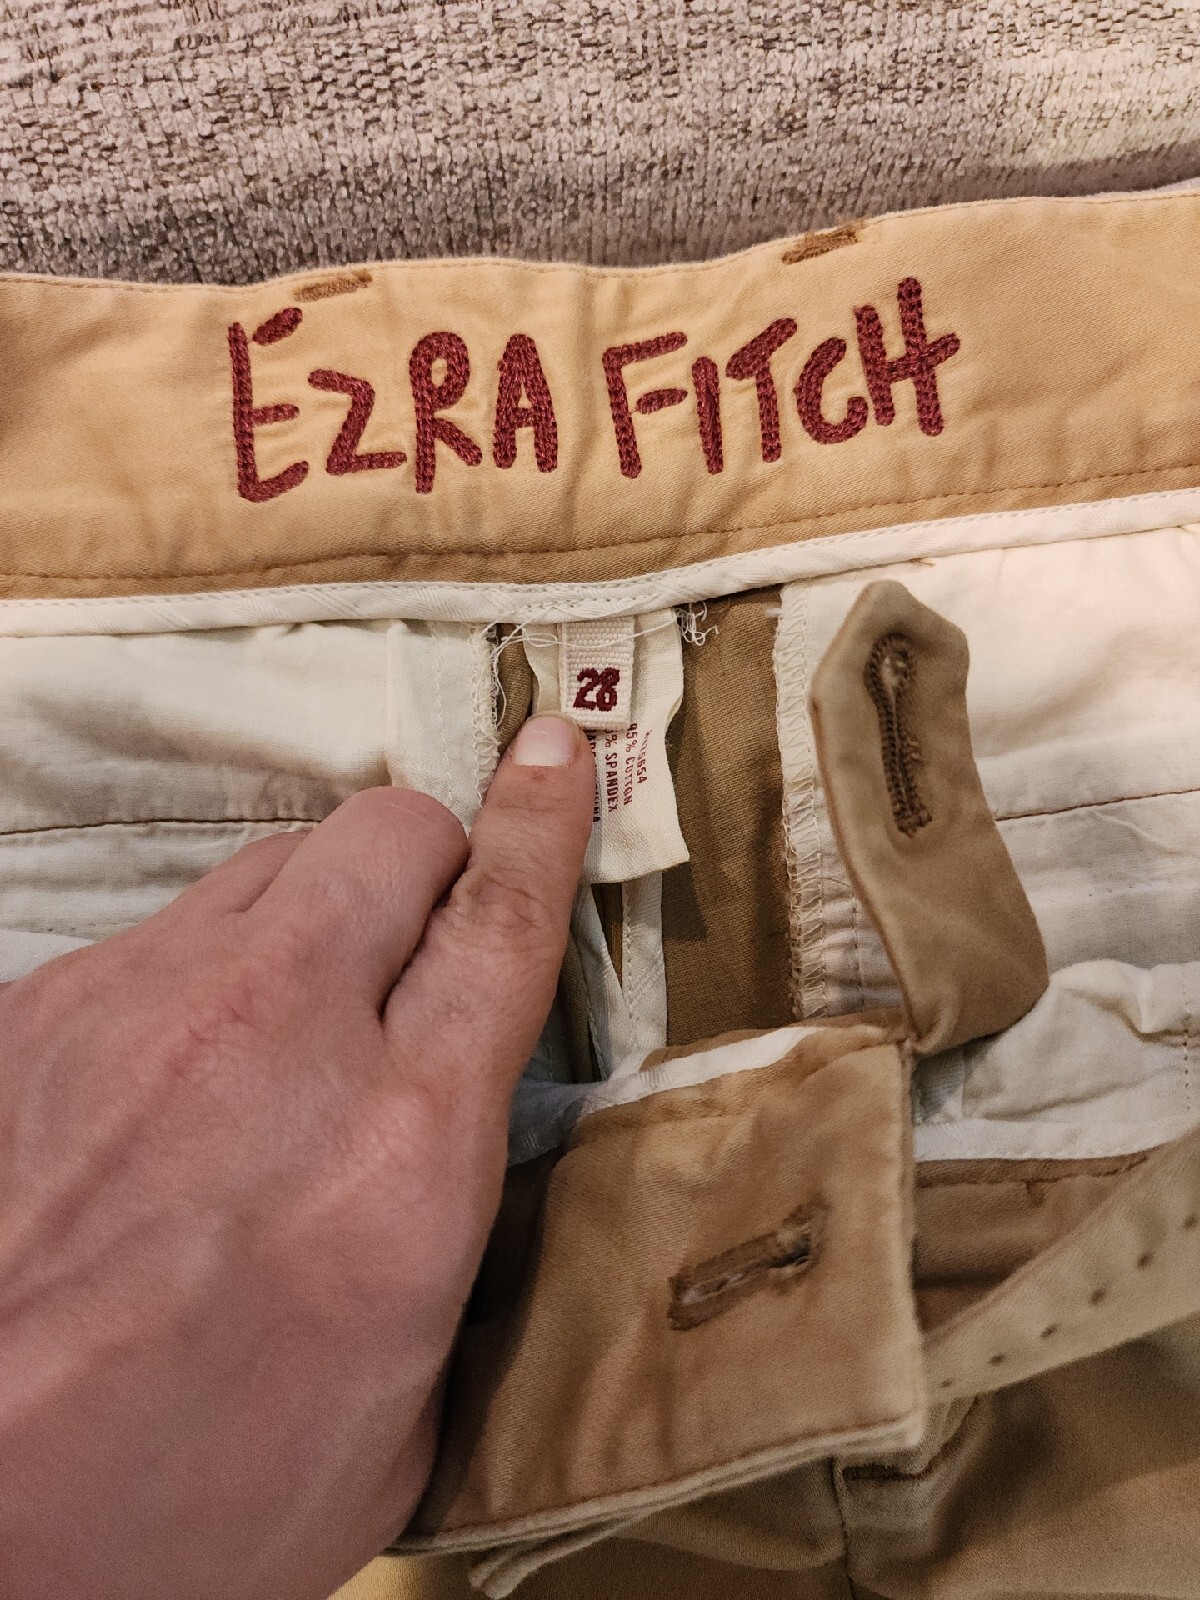 EZRA FITCH
28
95% COTTON
% SPANDEX